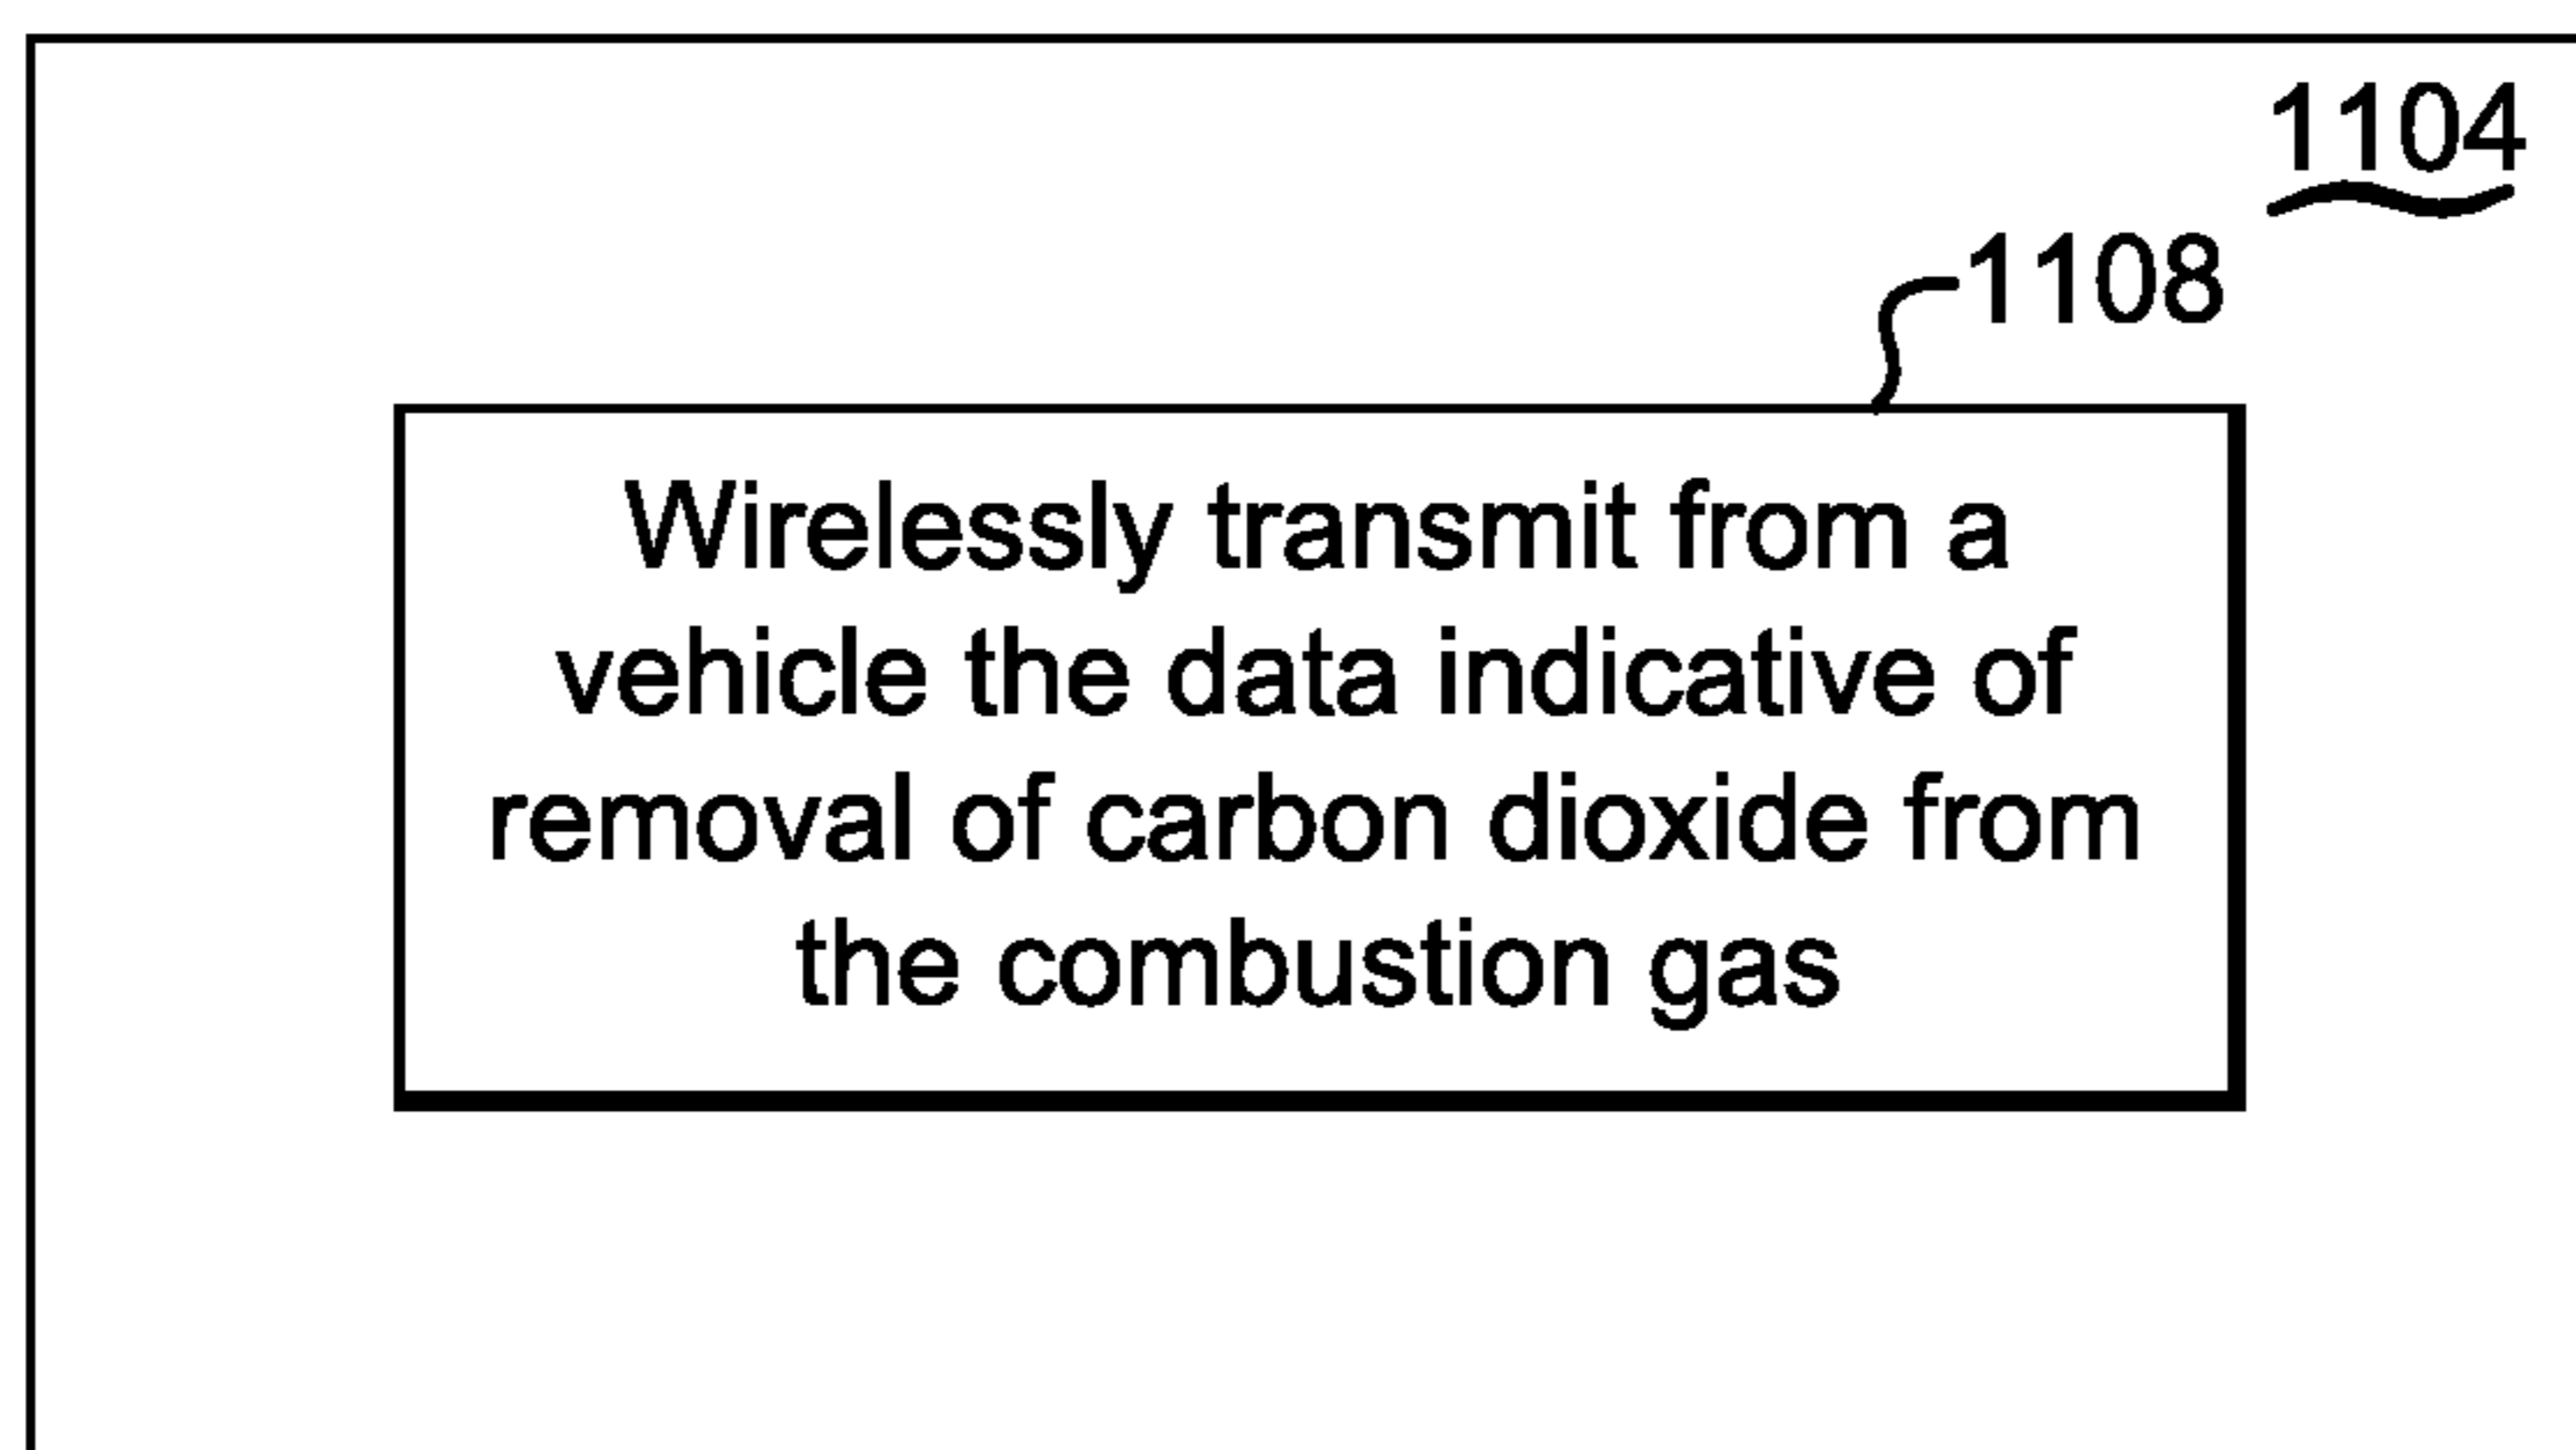 1104
1108
Wirelessly transmit from a
vehicle the data indicative of
removal of carbon dioxide from
the combustion gas